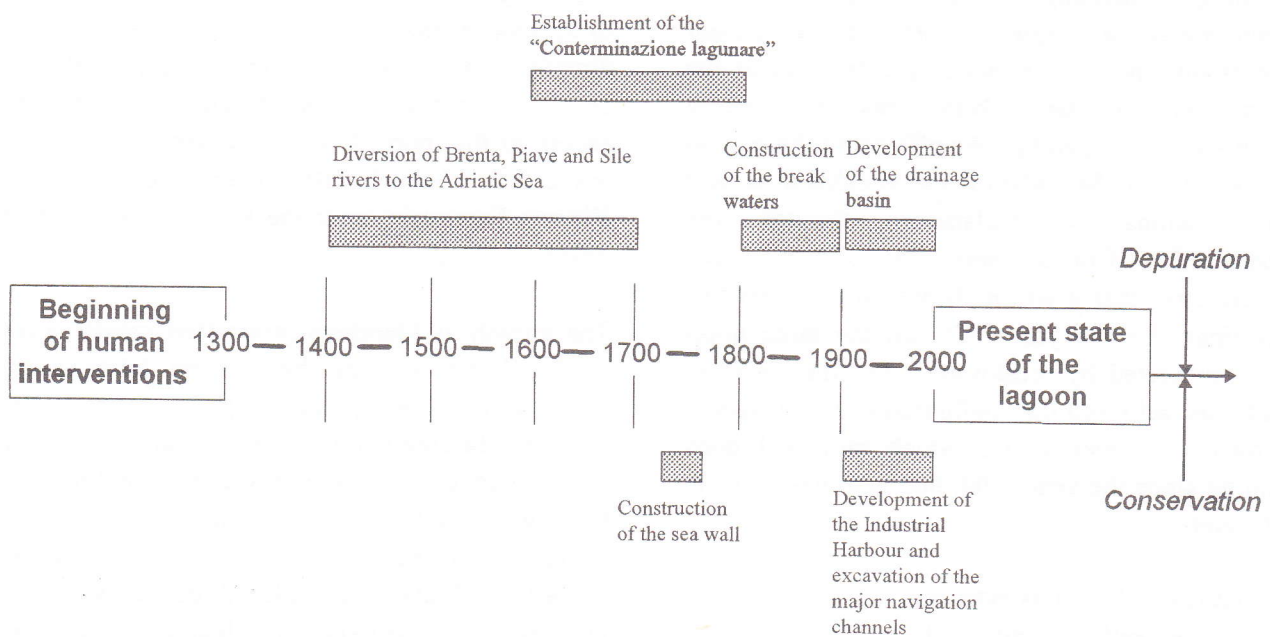 Establishment of the
“Conterminazione lagunare”
Diversion of Brenta, Piave and Sile
rivers to the Adriatic Sea
Construction
of the break
waters
Development
of the drainage
basin
Depuration
Beginning
of human
interventions
1300
1400
1500
1600
1700
1800
1900
2000
Present state
of the
lagoon
Construction
of the sea wall
Development of
the Industrial
Harbour and
excavation of the
major navigation
channels
Conservation